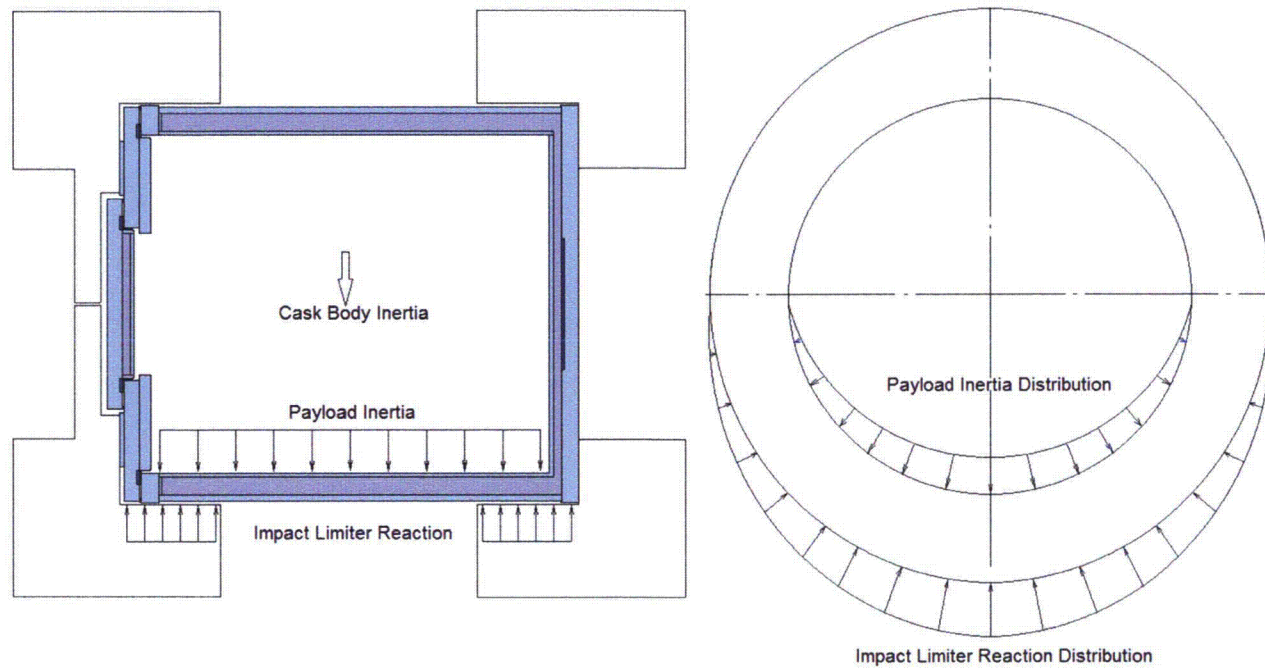 Cask Body Inertia
Payload Inertia
Impact Limiter Reaction
Payload Inertia Distribution
Impact Limiter Reaction Distribution